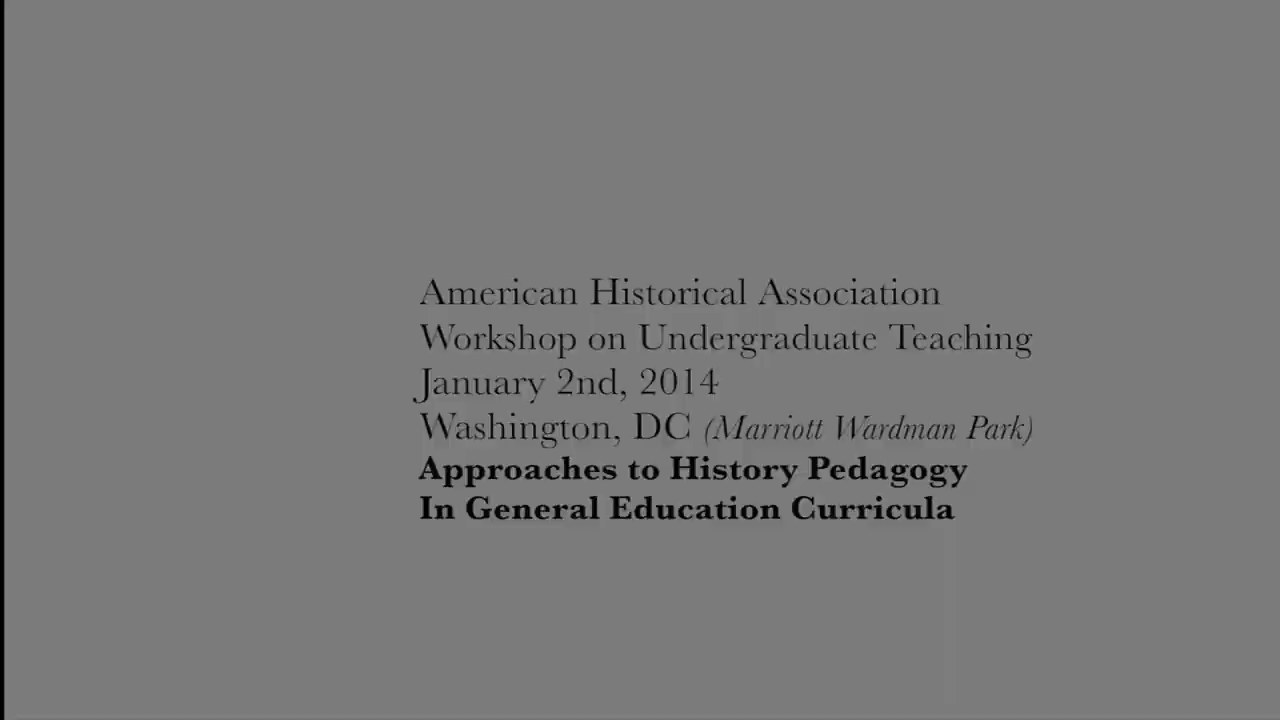 American Historical Association
Workshop on Undergraduate Teaching
January 2nd, 2014
Washington, DC (Marriott Wardman Park)
Approaches to History Pedagogy
In General Education Curricula